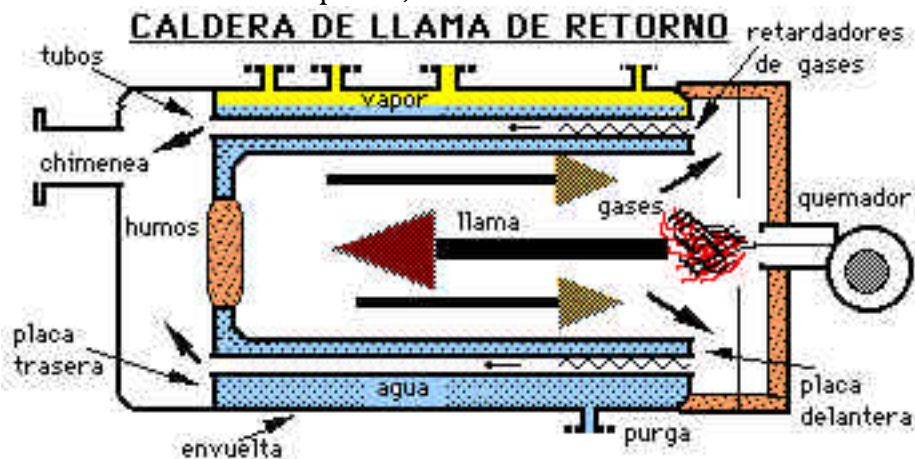 CALDERA DE LLAMA DE RETORNO
retardadores
de gases
tubos
vapor
chimenea
quemador
gases
llama
humos
placa
trasera
agua
placa
delantera
purga
envuelta